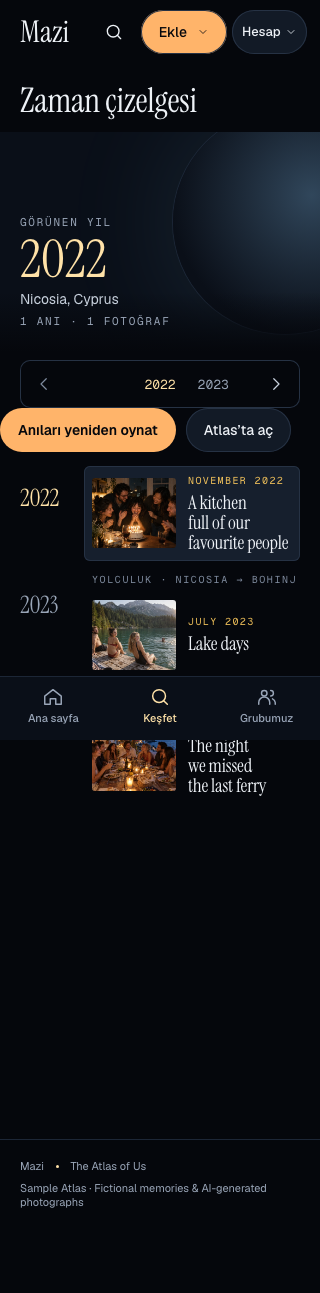 Mazi
Ekle
Hesap
Zaman çizelgesi
GÖRÜNEN YIL
2022
Nicosia, Cyprus
1 ANI · 1 FOTOĞRAF
2022 2023
Anıları yeniden oynat
Atlas'ta aç
2022
NOVEMBER 2022
A kitchen
full of our
favourite people
YOLCULUK · NICOSIA → BOHINJ
2023
JULY 2023
Lake days
Ana sayfa
Keşfet
Grubumuz
The night
we missed
the last ferry
Mazi • The Atlas of Us
Sample Atlas · Fictional memories & AI-generated
photographs